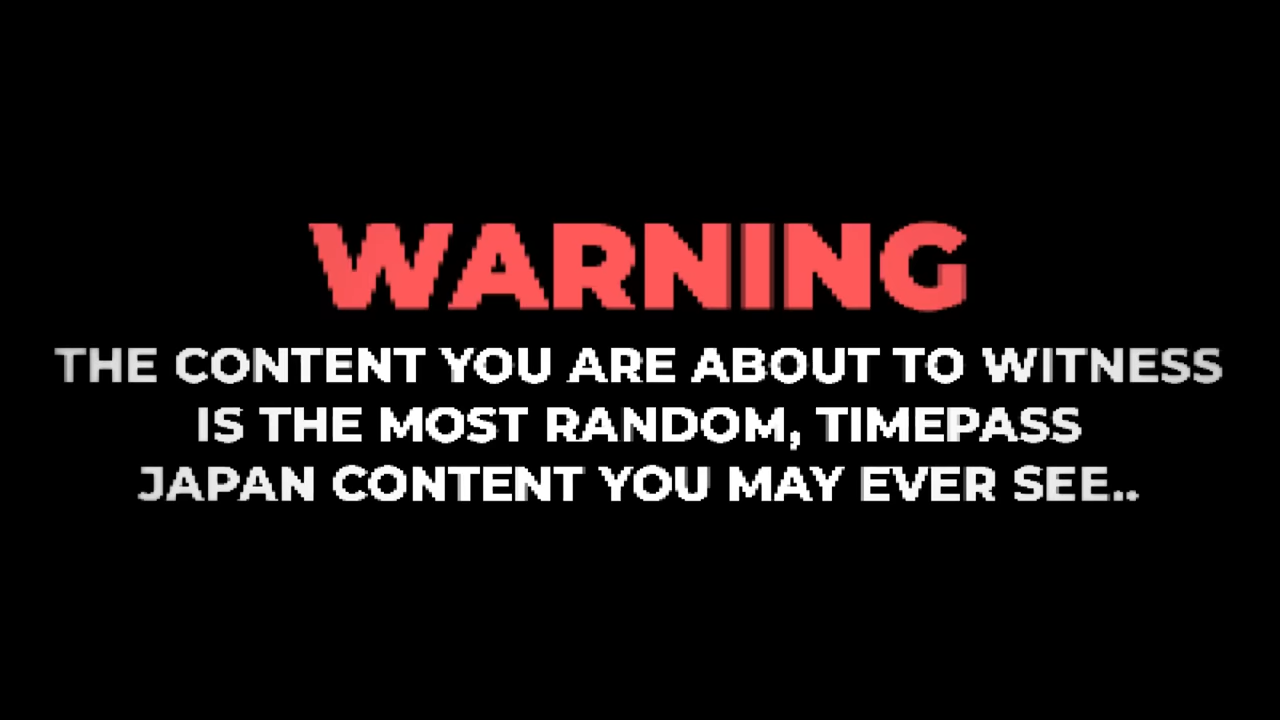 WARNING
THE CONTENT YOU ARE ABOUT TO WITNESS
IS THE MOST RANDOM, TIMEPASS
JAPAN CONTENT YOU MAY EVER SEE..